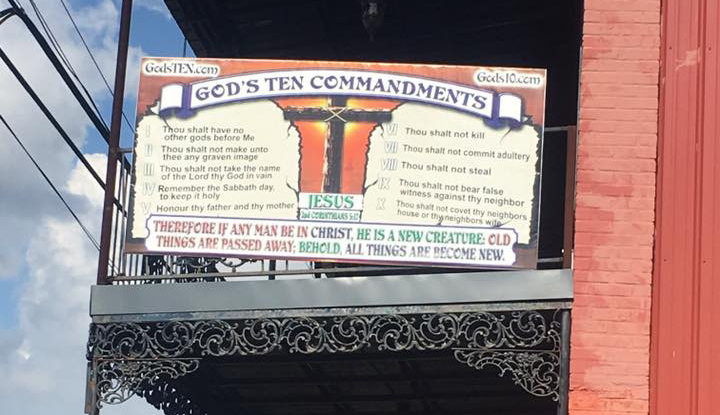 GodsTEN.com
Gods10.com
GOD'S TEN COMMANDMENTS
I Thou shalt have no
other gods before Me
II Thou shalt not make unto
thee any graven image
III Thou shalt not take the name
of the Lord thy God in vain
IV Remember the Sabbath day,
to keep it holy
V Honour thy father and thy mother
VI Thou shalt not kill
VII Thou shalt not commit adultery
VIII Thou shalt not steal
IX Thou shalt not bear false
witness against thy neighbor
X Thou shalt not covet thy neighbors
house or thy neighbors wife
JESUS
2nd CORINTHIANS 5:17
THEREFORE IF ANY MAN BE IN CHRIST, HE IS A NEW CREATURE: OLD
THINGS ARE PASSED AWAY; BEHOLD, ALL THINGS ARE BECOME NEW.